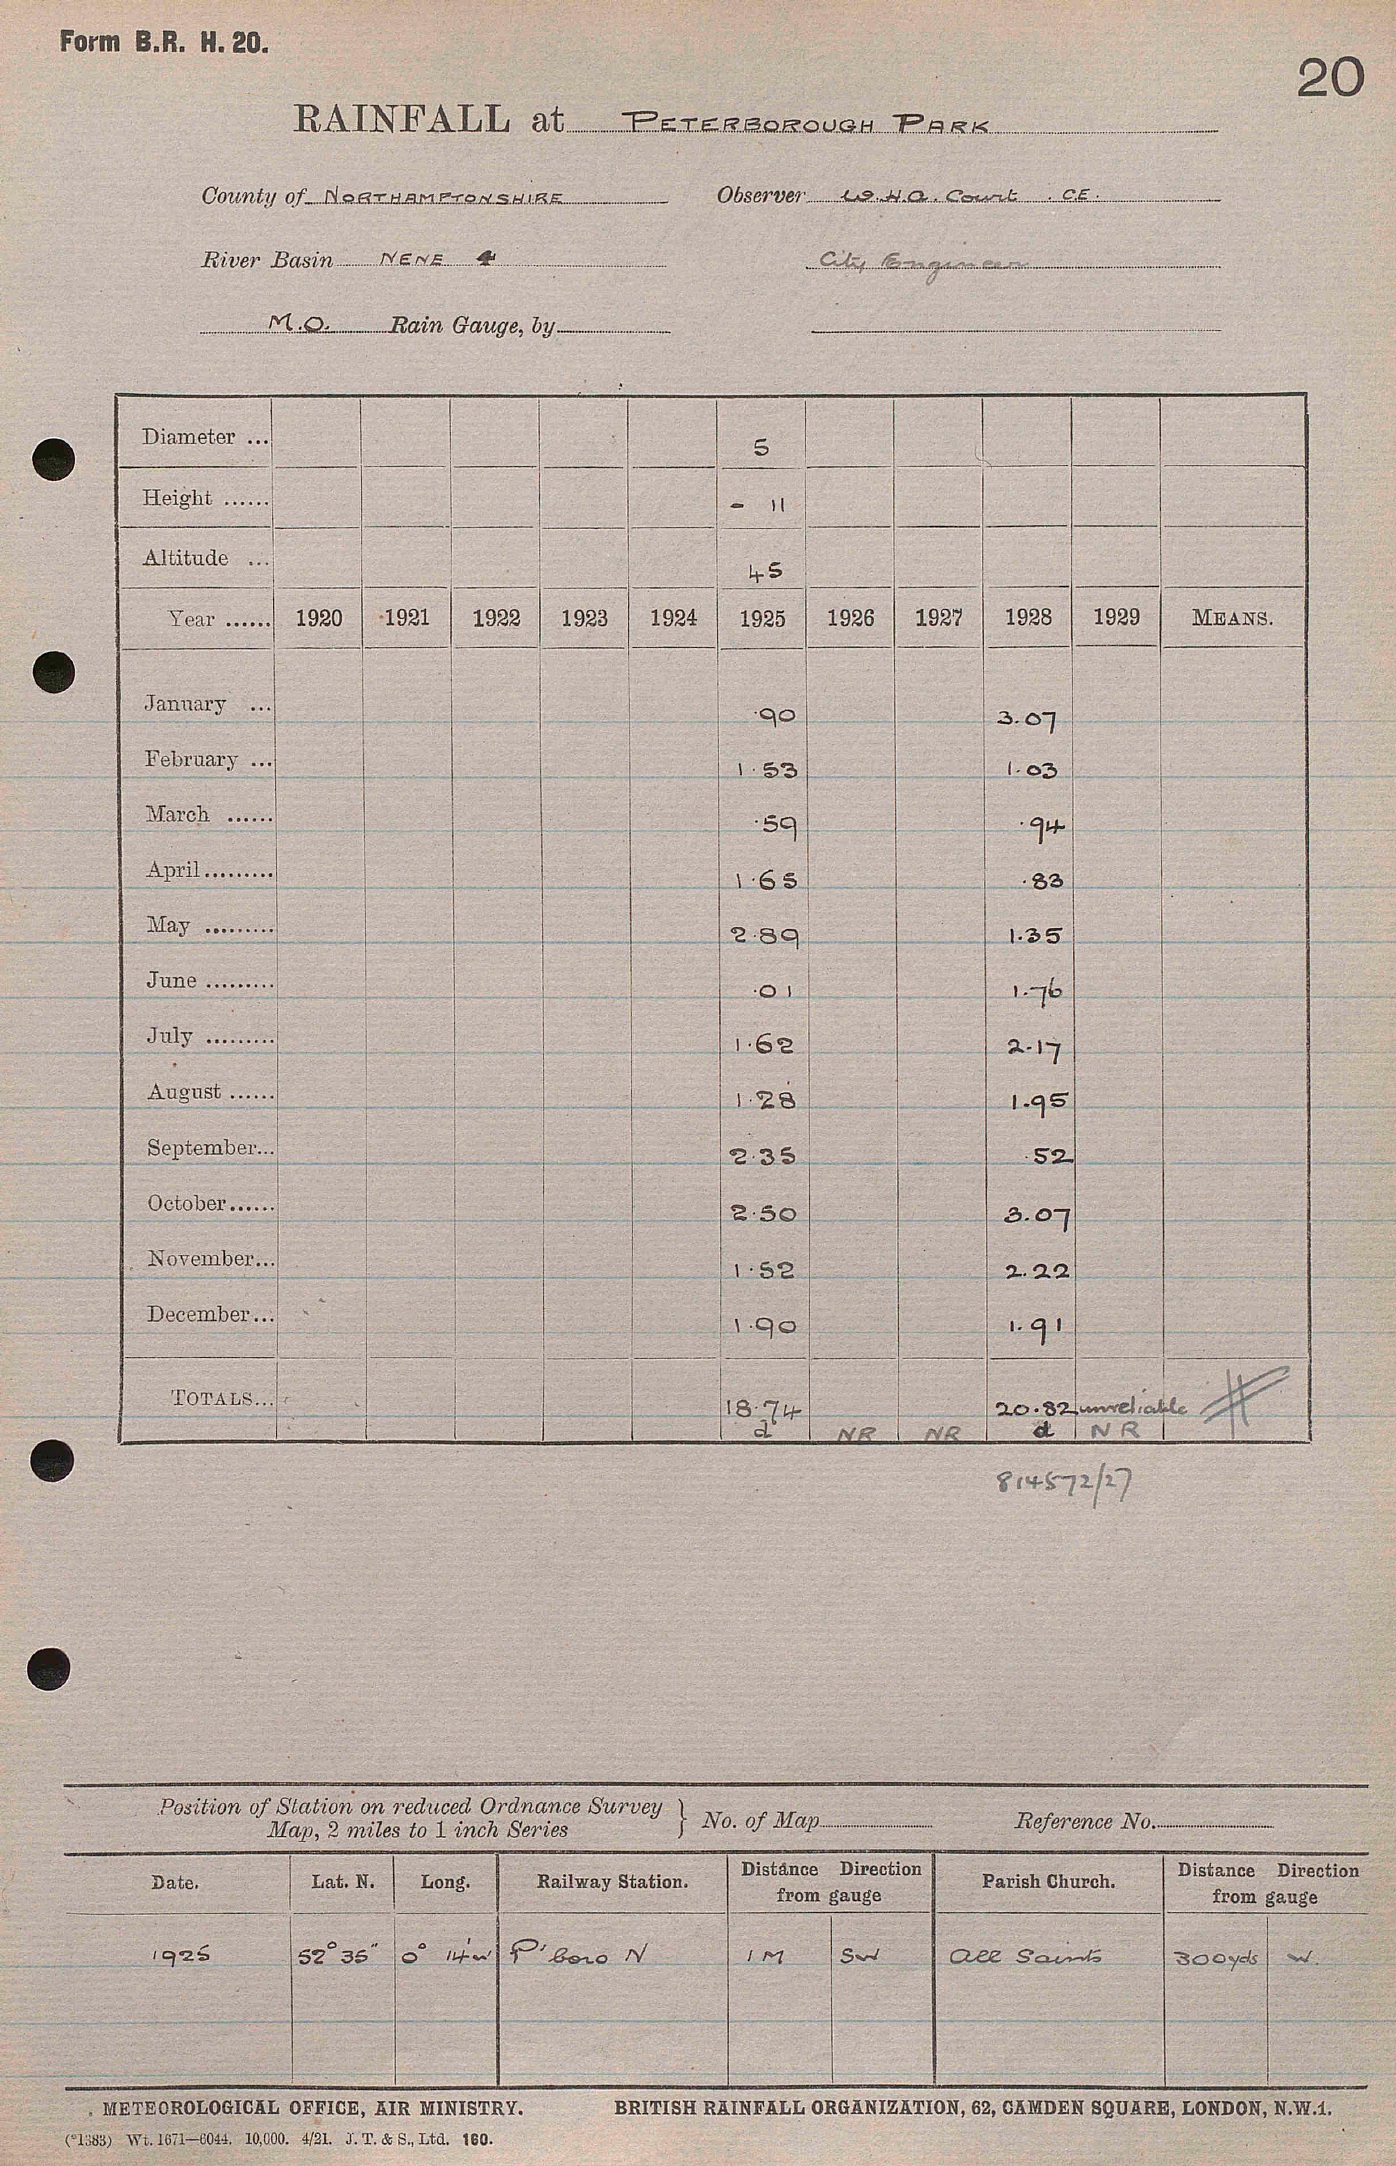 Form B.R. H. 20.
20
RAINFALL at PETERBOROUGH PARK
County of NORTHAMPTONSHIRE Observer W.H.G. Court . C.E.
River Basin NENE 4 City Engineer
M.O. Rain Gauge, by
Diameter ... 5
Height ...... - 11
Altitude ... 45
Year ...... 1920 1921 1922 1923 1924 1925 1926 1927 1928 1929 MEANS.
January ... ·90 3.07
February ... 1·53 1.03
March ...... ·59 ·94
April ......... 1·65 ·83
May ......... 2·89 1.35
June ......... ·01 1.76
July ......... 1·62 2.17
August ...... 1·28 1.95
September... 2·35 ·52
October...... 2·50 3.07
November... 1·52 2.22
December... 1·90 1.91
TOTALS... 18·74 20.82 unreliable
d NR NR d NR
814572/27
Position of Station on reduced Ordnance Survey
Map, 2 miles to 1 inch Series } No. of Map Reference No.
Date. Lat. N. Long. Railway Station. Distance Direction from gauge Parish Church. Distance Direction from gauge
1925 52° 35" 0° 14'W P'boro N 1 M SW All Saints 300yds W.
METEOROLOGICAL OFFICE, AIR MINISTRY. BRITISH RAINFALL ORGANIZATION, 62, CAMDEN SQUARE, LONDON, N.W.1.
(*1383) Wt. 1671—6044. 10,000. 4/21. J. T. & S., Ltd. 160.